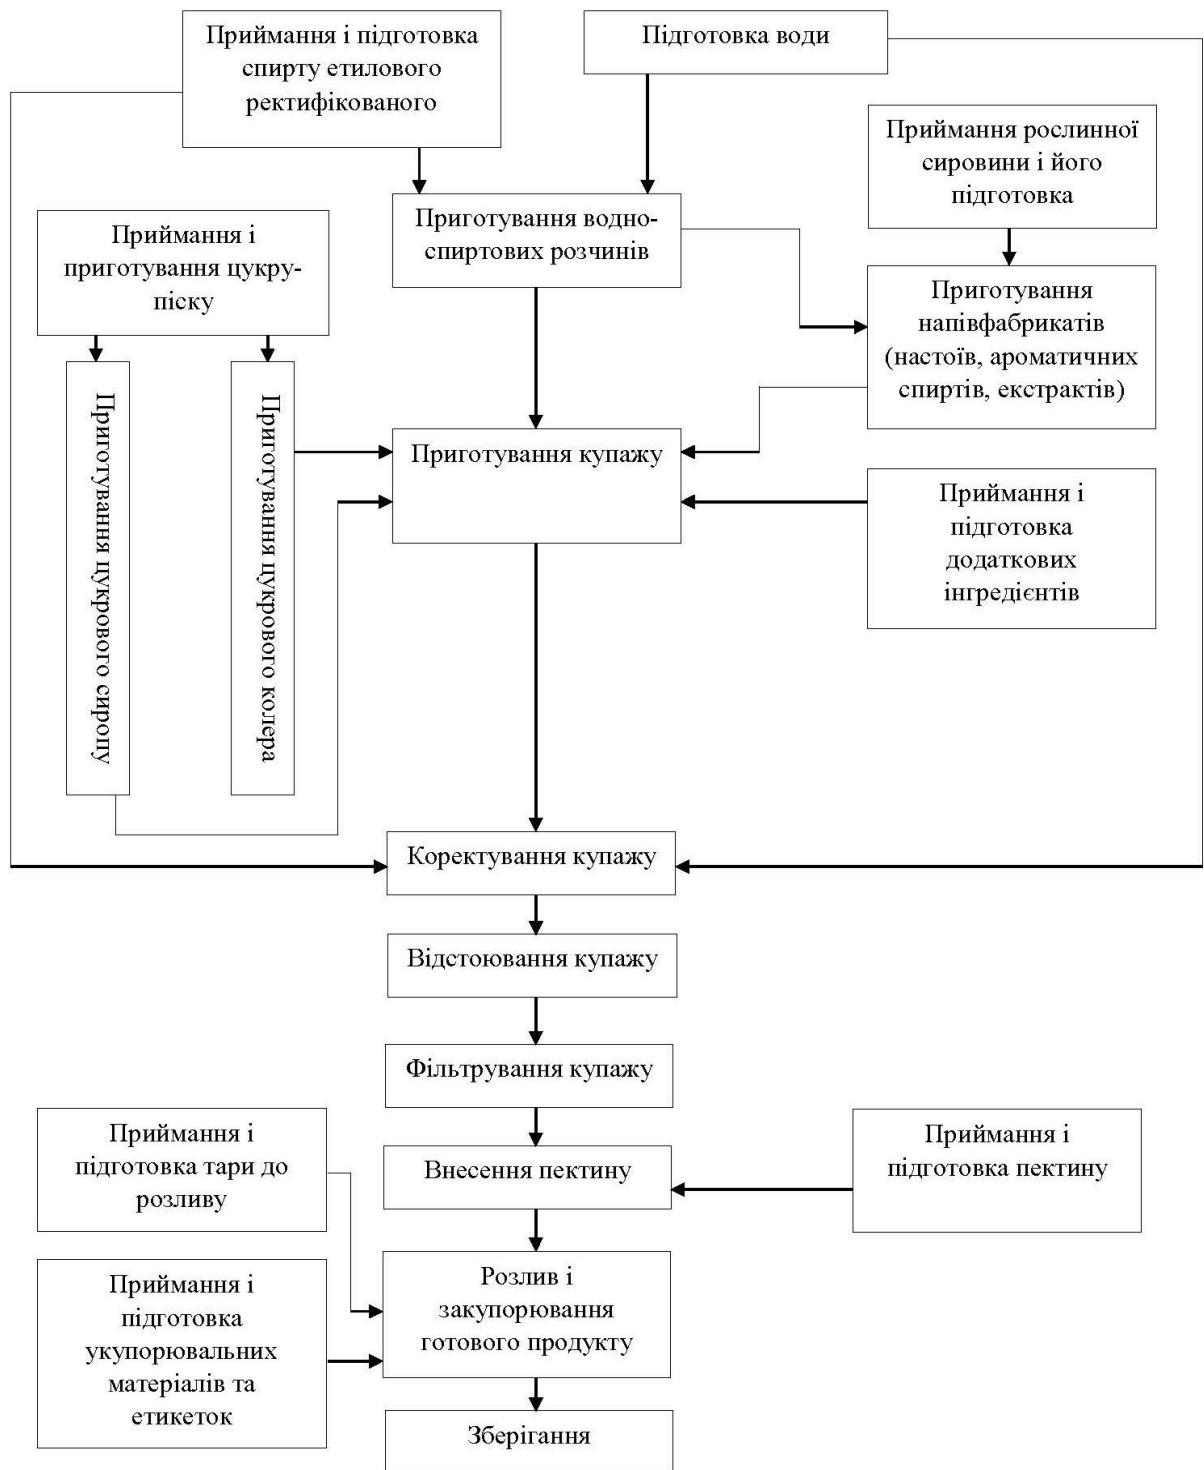 Приймання і підготовка
спирту етилового
ректифікованого
Підготовка води
Приймання рослинної
сировини і його
підготовка
Приготування водно-
спиртових розчинів
Приймання і
приготування цукру-
піску
Приготування
напівфабрикатів
(настоїв, ароматичних
спиртів, екстрактів)
Приготування цукрового сиропу
Приготування цукрового колера
Приготування купажу
Приймання і
підготовка
додаткових
інгредієнтів
Коректування купажу
Відстоювання купажу
Фільтрування купажу
Приймання і
підготовка тари до
розливу
Внесення пектину
Приймання і
підготовка пектину
Приймання і
підготовка
укупорювальних
матеріалів та
етикеток
Розлив і
закупорювання
готового продукту
Зберігання